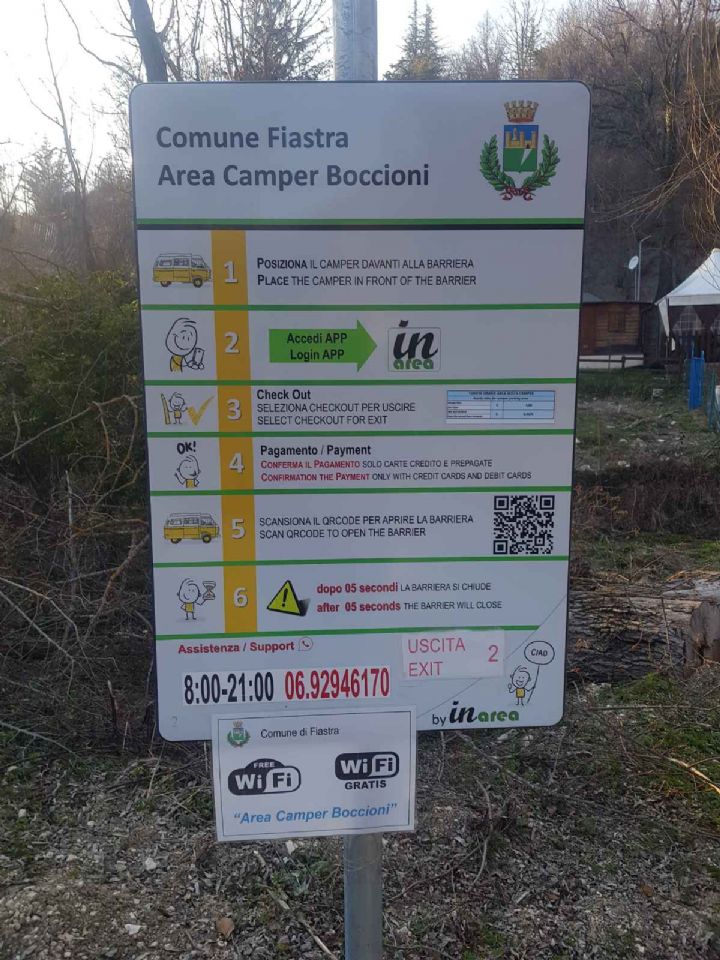 Comune Fiastra
Area Camper Boccioni
1
POSIZIONA IL CAMPER DAVANTI ALLA BARRIERA
PLACE THE CAMPER IN FRONT OF THE BARRIER
2
Accedi APP
Login APP
in
area
3
Check Out
SELEZIONA CHECKOUT PER USCIRE
SELECT CHECKOUT FOR EXIT
OK!
4
Pagamento / Payment
CONFERMA IL PAGAMENTO SOLO CARTE CREDITO E PREPAGATE
CONFIRMATION THE PAYMENT ONLY WITH CREDIT CARDS AND DEBIT CARDS
5
SCANSIONA IL QRCODE PER APRIRE LA BARRIERA
SCAN QRCODE TO OPEN THE BARRIER
6
dopo 05 secondi LA BARRIERA SI CHIUDE
after 05 seconds THE BARRIER WILL CLOSE
Assistenza / Support
USCITA
EXIT 2
CIAO
8:00-21:00 06.92946170
2
by in area
Comune di Fiastra
FREE
WiFi
WiFi
GRATIS
"Area Camper Boccioni"